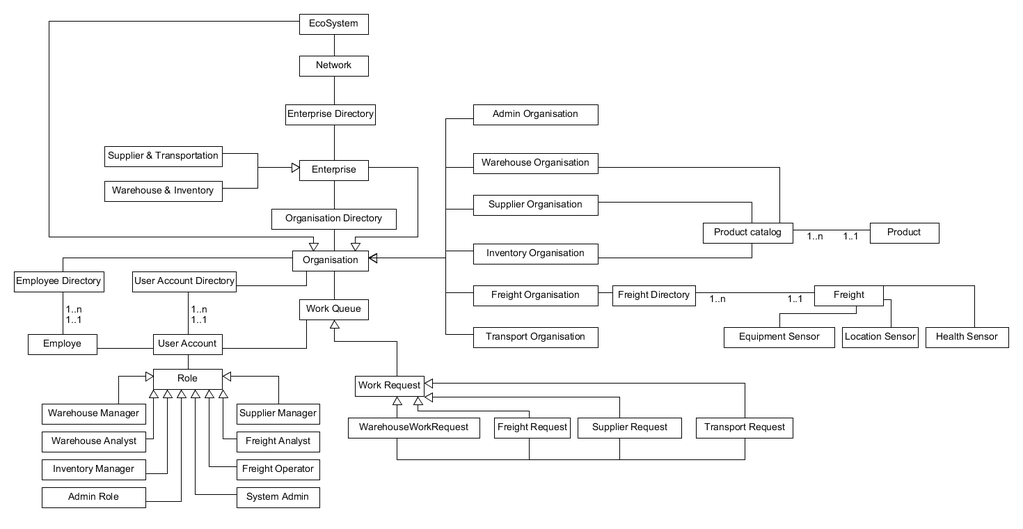 EcoSystem
Network
Enterprise Directory
Admin Organisation
Supplier & Transportation
Warehouse Organisation
Enterprise
Warehouse & Inventory
Supplier Organisation
Organisation Directory
Product catalog
1..n
1..1
Product
Inventory Organisation
Organisation
Employee Directory
User Account Directory
Freight Organisation
Freight Directory
1..n
1..1
Freight
Work Queue
1..n
1..1
1..n
1..1
Transport Organisation
Equipment Sensor
Location Sensor
Health Sensor
Employe
User Account
Role
Work Request
Warehouse Manager
Supplier Manager
WarehouseWorkRequest
Freight Request
Supplier Request
Transport Request
Warehouse Analyst
Freight Analyst
Inventory Manager
Freight Operator
Admin Role
System Admin